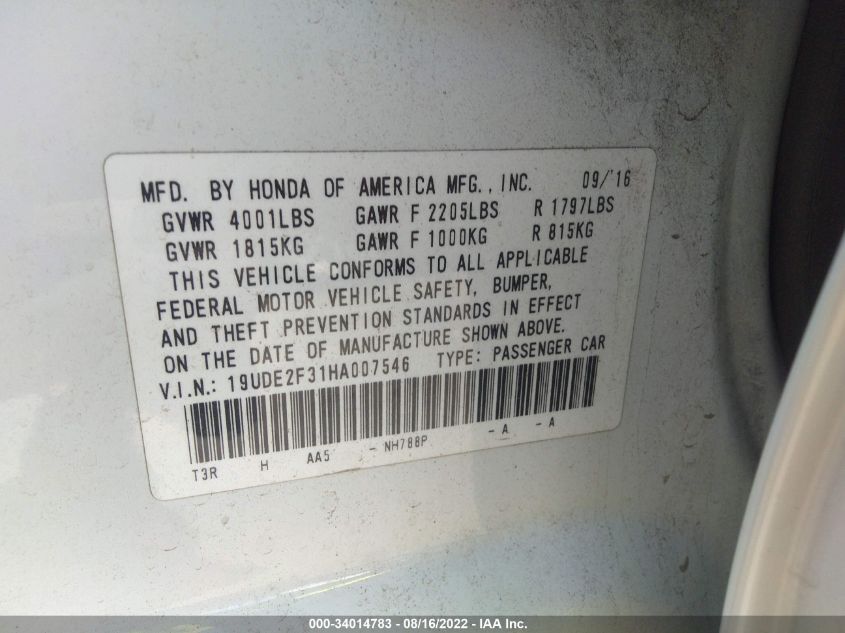 MFD. BY HONDA OF AMERICA MFG., INC. 09/'16
GVWR 4001LBS GAWR F 2205LBS R 1797LBS
GVWR 1815KG GAWR F 1000KG R 815KG
THIS VEHICLE CONFORMS TO ALL APPLICABLE
FEDERAL MOTOR VEHICLE SAFETY, BUMPER,
AND THEFT PREVENTION STANDARDS IN EFFECT
ON THE DATE OF MANUFACTURE SHOWN ABOVE.
V.I.N.: 19UDE2F31HA007546 TYPE: PASSENGER CAR
T3R H AA5 - NH788P - A - A
000-34014783 - 08/16/2022 - IAA Inc.